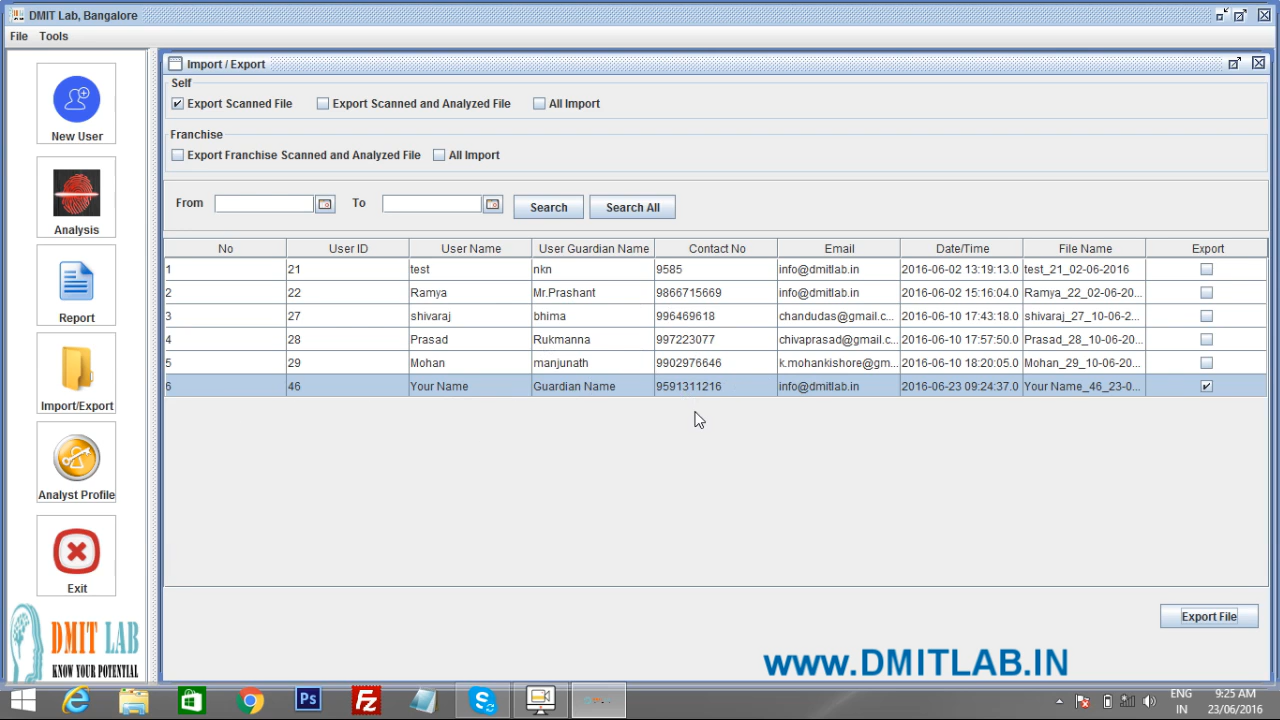 DMIT Lab, Bangalore
File Tools
New User
Analysis
Report
Import/Export
Analyst Profile
Exit
DMIT LAB
KNOW YOUR POTENTIAL
Import / Export
Self
Export Scanned File Export Scanned and Analyzed File All Import
Franchise
Export Franchise Scanned and Analyzed File All Import
From To Search Search All
No User ID User Name User Guardian Name Contact No Email Date/Time File Name Export
1 21 test nkn 9585 info@dmitlab.in 2016-06-02 13:19:13.0 test_21_02-06-2016
2 22 Ramya Mr.Prashant 9866715669 info@dmitlab.in 2016-06-02 15:16:04.0 Ramya_22_02-06-20...
3 27 shivaraj bhima 996469618 chandudas@gmail.c... 2016-06-10 17:43:18.0 shivaraj_27_10-06-2...
4 28 Prasad Rukmanna 997223077 chivaprasad@gmail.c... 2016-06-10 17:57:50.0 Prasad_28_10-06-20...
5 29 Mohan manjunath 9902976646 k.mohankishore@gm... 2016-06-10 18:20:05.0 Mohan_29_10-06-20...
6 46 Your Name Guardian Name 9591311216 info@dmitlab.in 2016-06-23 09:24:37.0 Your Name_46_23-0...
Export File
www.DMITLAB.IN
Ps
Fz
ENG 9:25 AM
IN 23/06/2016